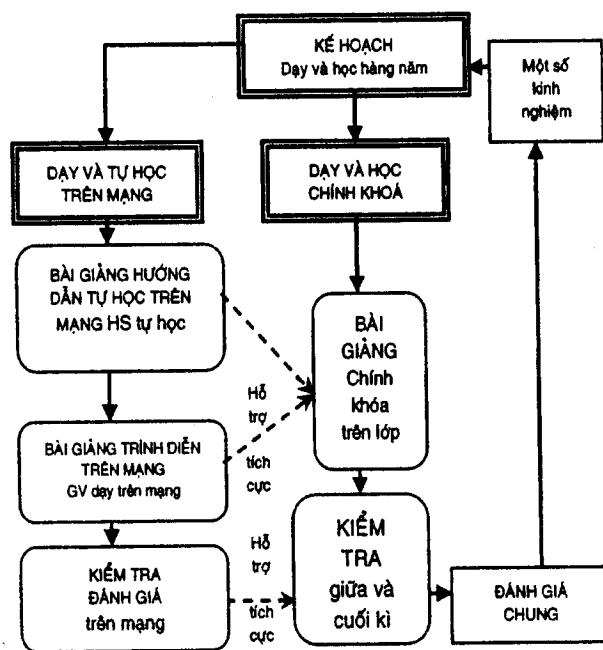 KẾ HOẠCH
Dạy và học hàng năm
Một số
kinh
nghiệm
DẠY VÀ TỰ HỌC
TRÊN MẠNG
DẠY VÀ HỌC
CHÍNH KHOÁ
BÀI GIẢNG HƯỚNG
DẪN TỰ HỌC TRÊN
MẠNG HS tự học
BÀI
GIẢNG
Chính
khóa
trên lớp
Hỗ
trợ
tích
cực
BÀI GIẢNG TRÌNH DIỄN
TRÊN MẠNG
GV dạy trên mạng
KIỂM TRA
ĐÁNH GIÁ
trên mạng
Hỗ
trợ
tích
cực
KIỂM
TRA
giữa và
cuối kì
ĐÁNH GIÁ
CHUNG